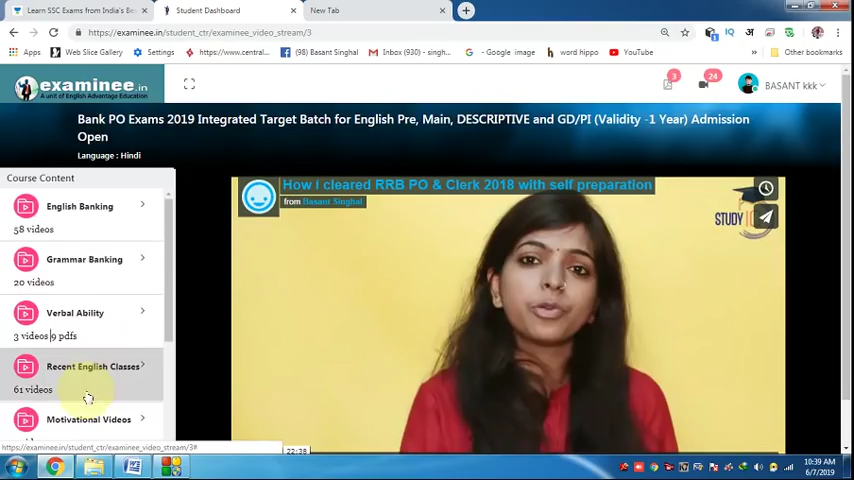 Learn SSC Exams from India's Be
Student Dashboard
New Tab
https://examinee.in/student_ctr/examinee_video_stream/3
Apps
Web Slice Gallery
Settings
https://www.central...
(98) Basant Singhal
Inbox (930) - singh...
- Google image
word hippo
YouTube
Other bookmarks
examinee.in
A unit of English Advantage Education
3
24
BASANT kkk
Bank PO Exams 2019 Integrated Target Batch for English Pre, Main, DESCRIPTIVE and GD/PI (Validity -1 Year) Admission
Open
Language : Hindi
Course Content
English Banking
58 videos
Grammar Banking
20 videos
Verbal Ability
3 videos|9 pdfs
Recent English Classes
61 videos
Motivational Videos
How I cleared RRB PO & Clerk 2018 with self preparation
from Basant Singhal
STUDY
22:38
https://examinee.in/student_ctr/examinee_video_stream/3#
10:39 AM
6/7/2019